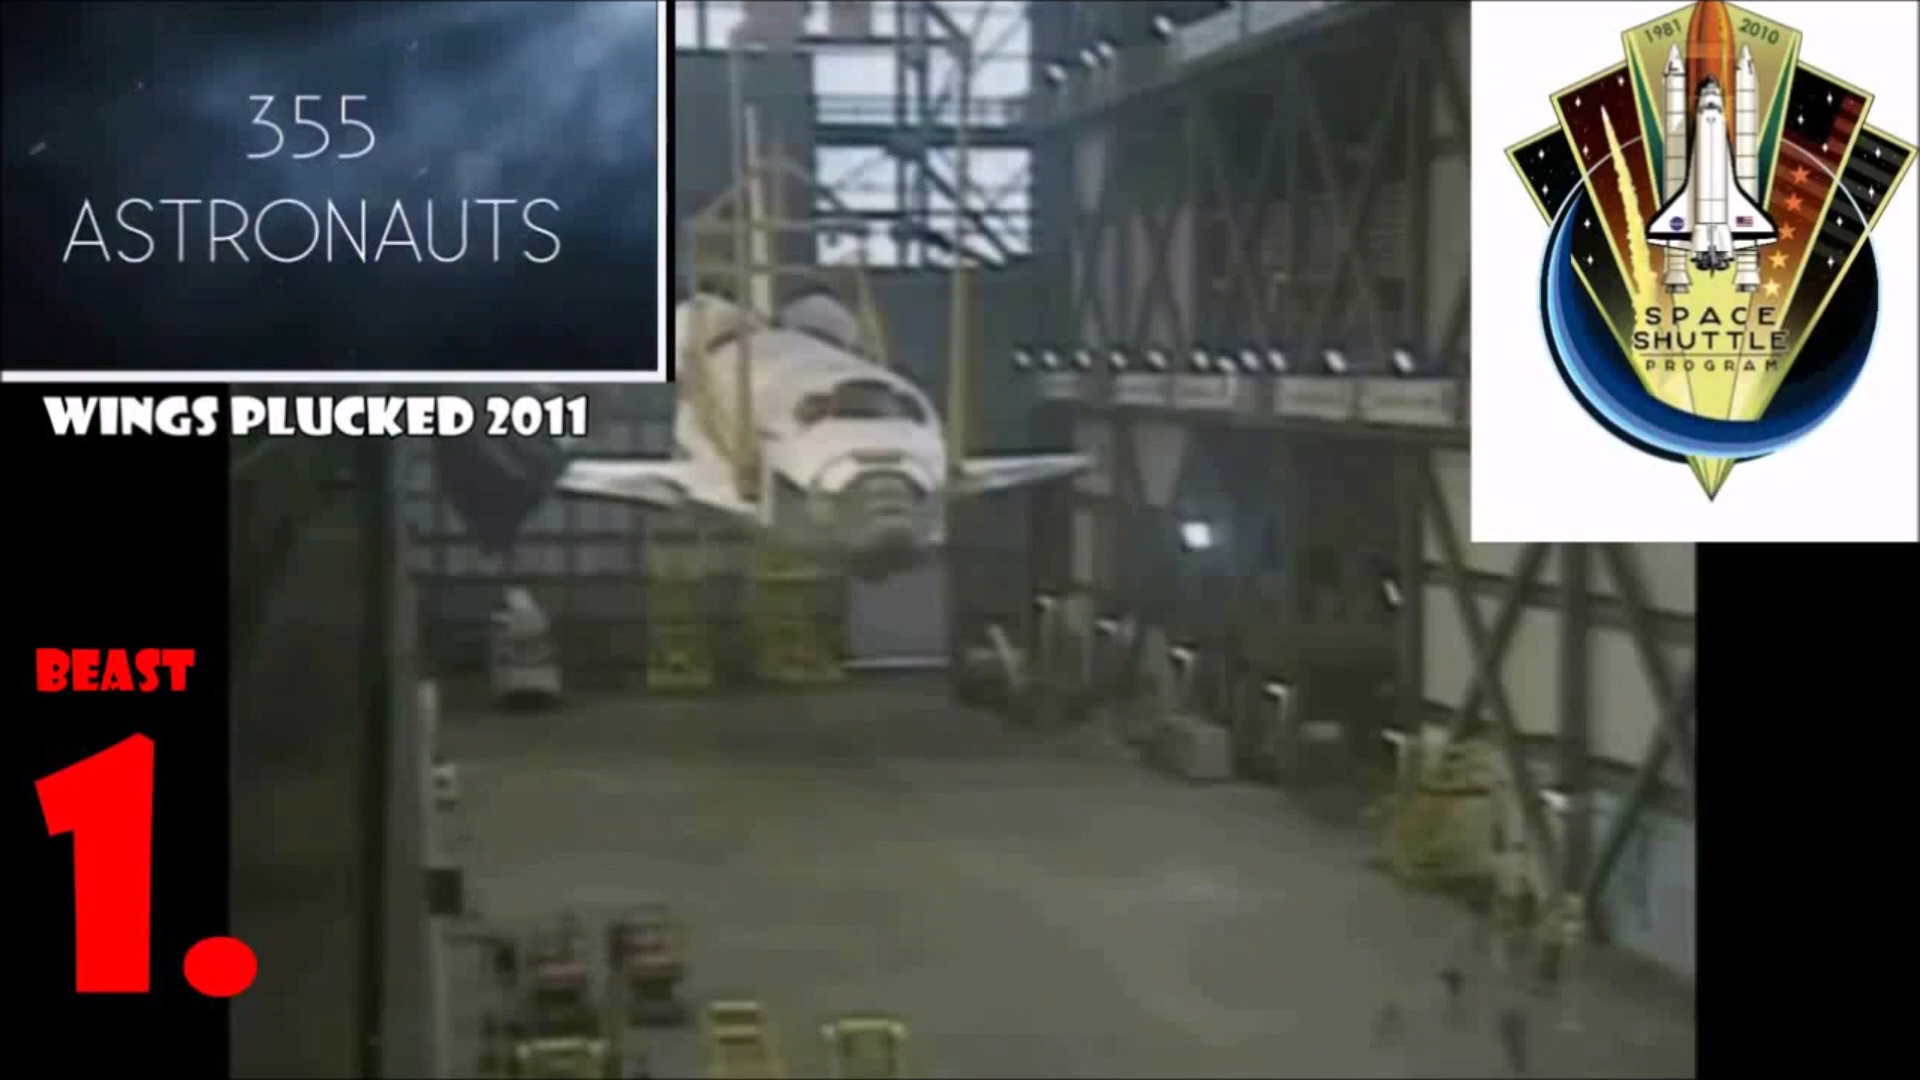 355
ASTRONAUTS
WINGS PLUCKED 2011
BEAST
1.
1981 2010
SPACE
SHUTTLE
PROGRAM